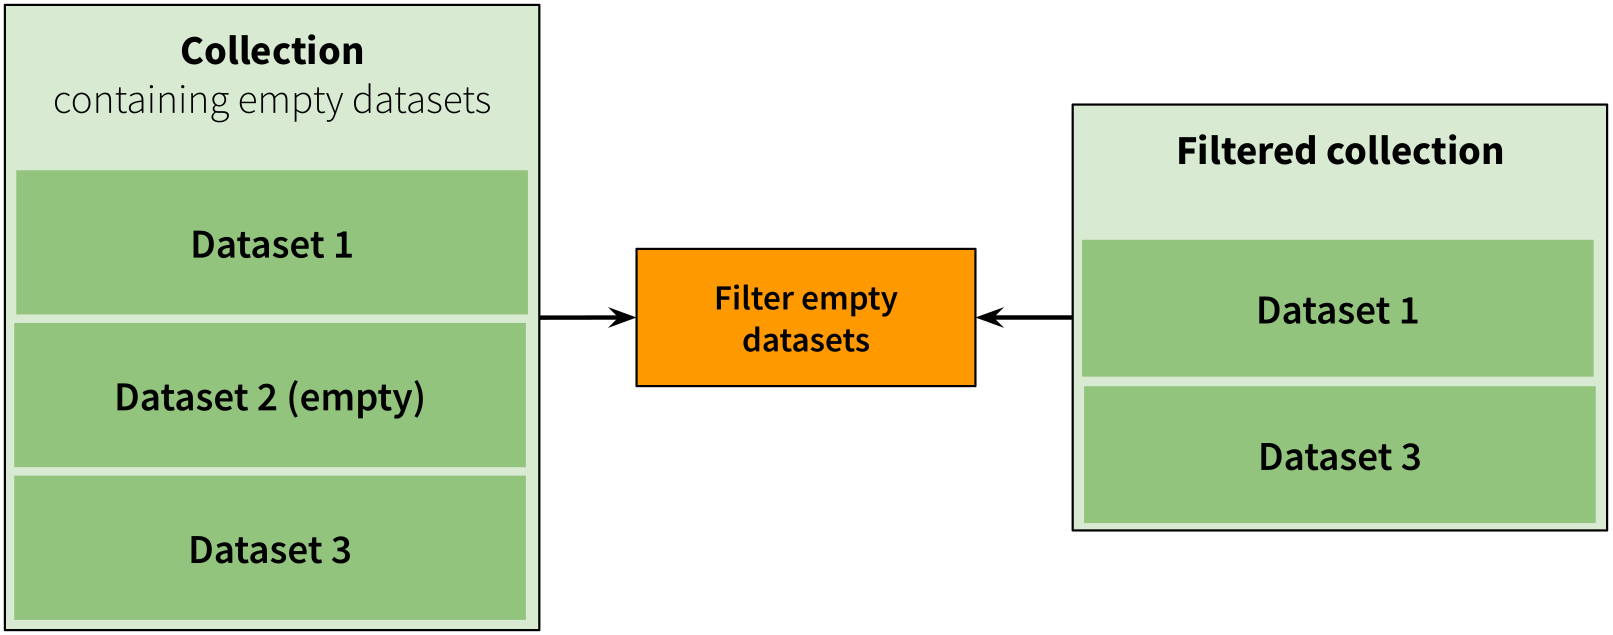 Collection
containing empty datasets
Dataset 1
Dataset 2 (empty)
Dataset 3
Filter empty
datasets
Filtered collection
Dataset 1
Dataset 3